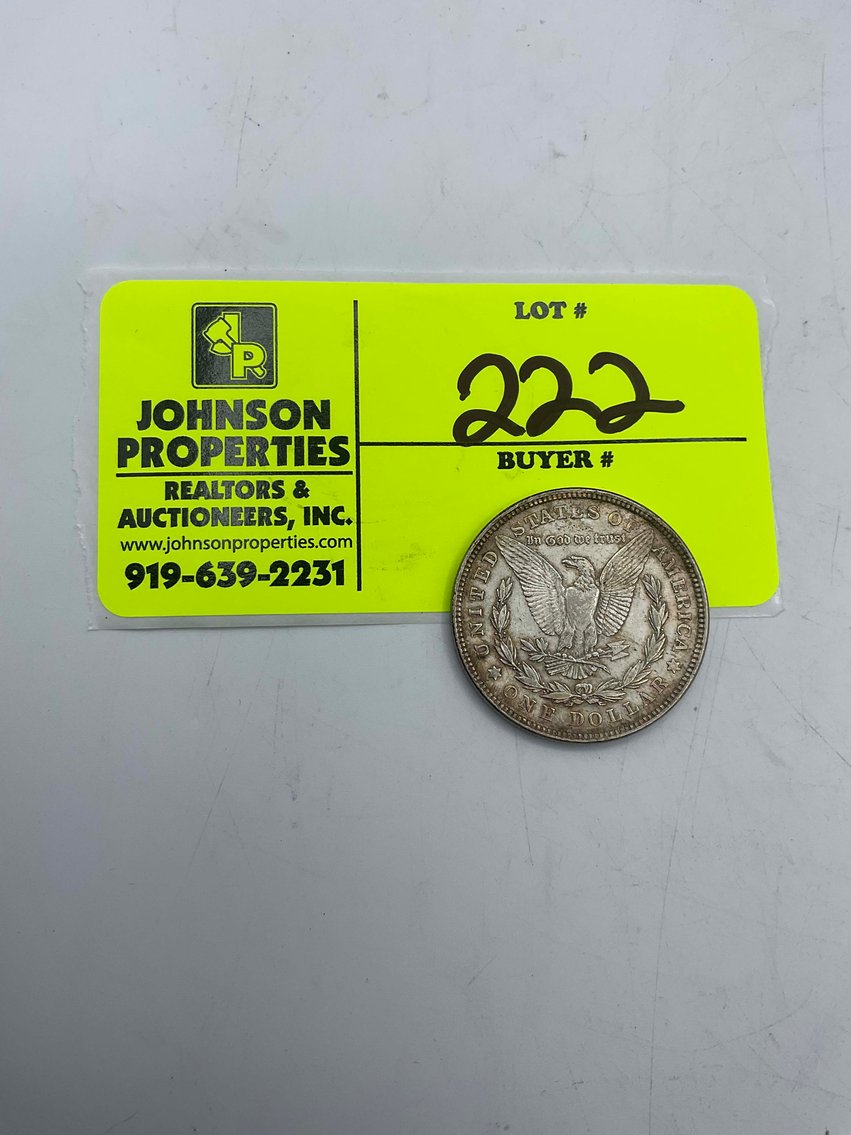 JP
JOHNSON
PROPERTIES
REALTORS &
AUCTIONEERS, INC.
www.johnsonproperties.com
919-639-2231
LOT #
222
BUYER #
UNITED STATES OF AMERICA
In God we trust
ONE DOLLAR